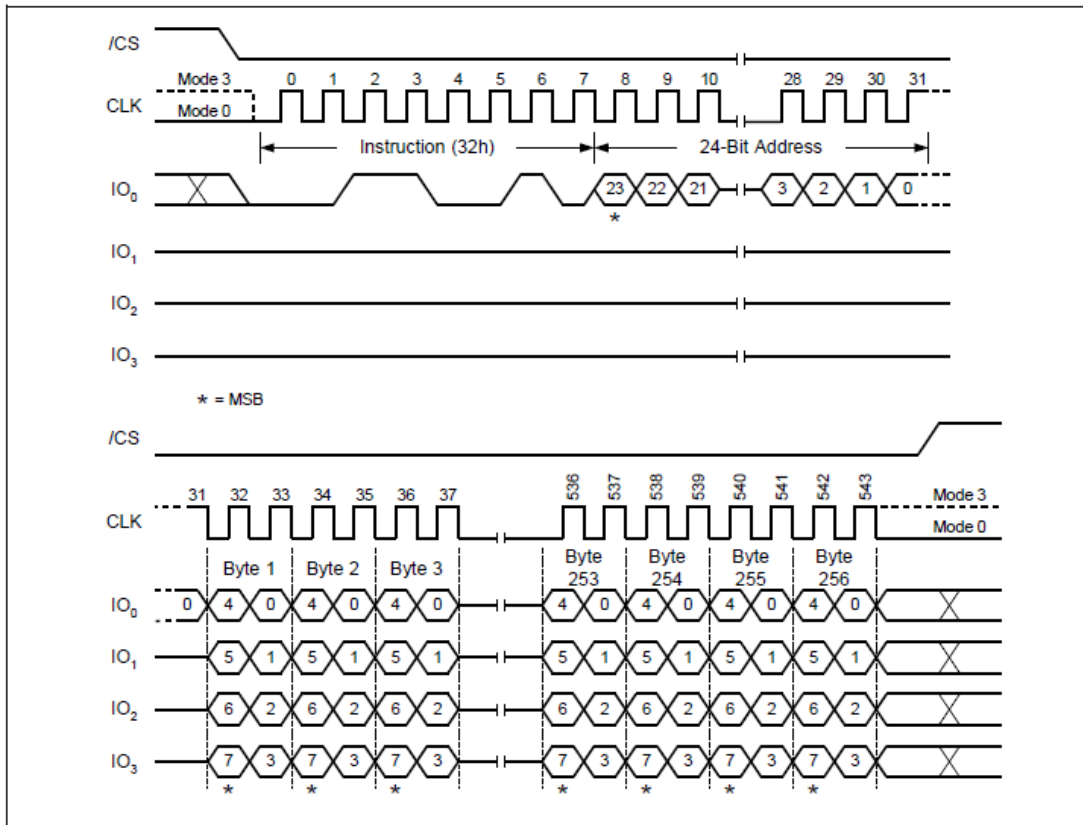 /CS
Mode 3 0 1 2 3 4 5 6 7 8 9 10 28 29 30 31
CLK Mode 0
Instruction (32h) 24-Bit Address
IO0 23 22 21 3 2 1 0
*
IO1
IO2
IO3
* = MSB
/CS
31 32 33 34 35 36 37 536 537 538 539 540 541 542 543 Mode 3
CLK Mode 0
Byte 1 Byte 2 Byte 3 Byte 253 Byte 254 Byte 255 Byte 256
IO0 0 4 0 4 0 4 0 4 0 4 0 4 0 4 0
IO1 5 1 5 1 5 1 5 1 5 1 5 1 5 1
IO2 6 2 6 2 6 2 6 2 6 2 6 2 6 2
IO3 7 3 7 3 7 3 7 3 7 3 7 3 7 3
* * * * * * *